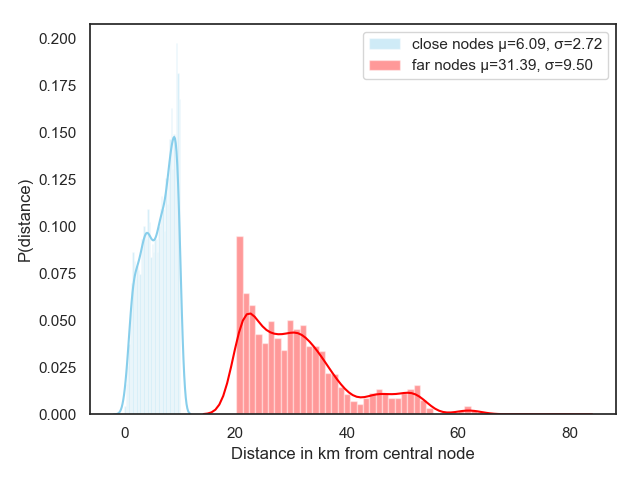 close nodes μ=6.09, σ=2.72
far nodes μ=31.39, σ=9.50
P(distance)
0.200
0.175
0.150
0.125
0.100
0.075
0.050
0.025
0.000
0 20 40 60 80
Distance in km from central node